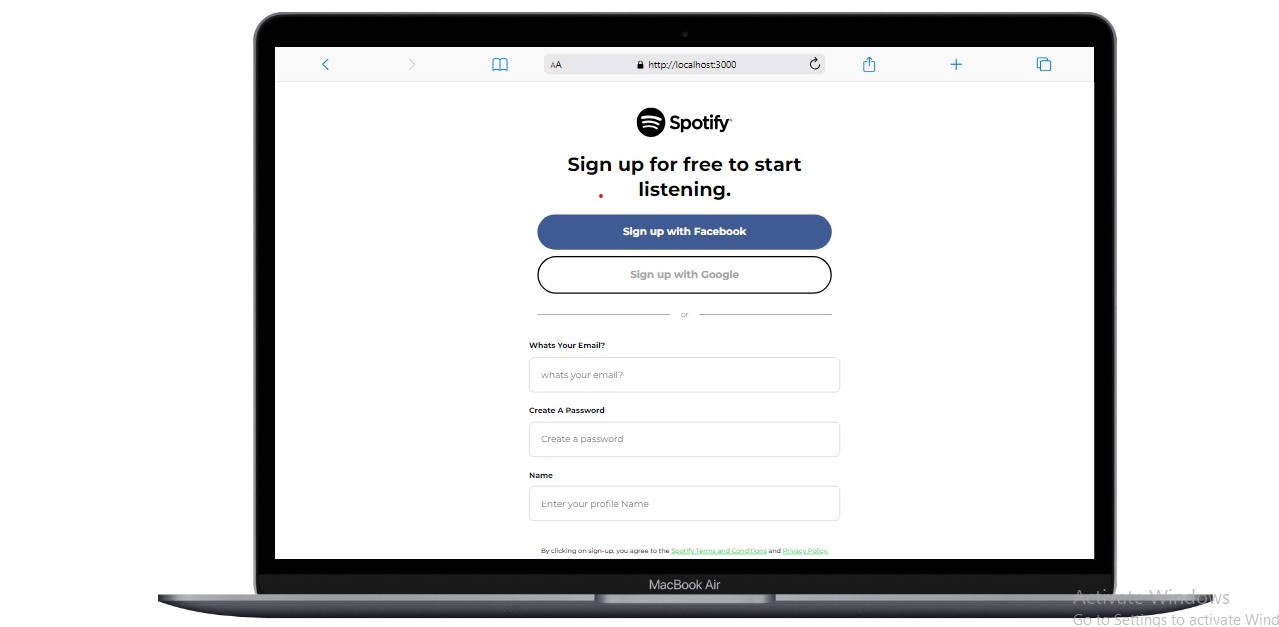 AA http://localhost:3000
Spotify
Sign up for free to start
listening.
Sign up with Facebook
Sign up with Google
or
Whats Your Email?
whats your email?
Create A Password
Create a password
Name
Enter your profile Name
By clicking on sign-up, you agree to the Spotify Terms and Conditions and Privacy Policy.
MacBook Air
Activate Windows
Go to Settings to activate Wind